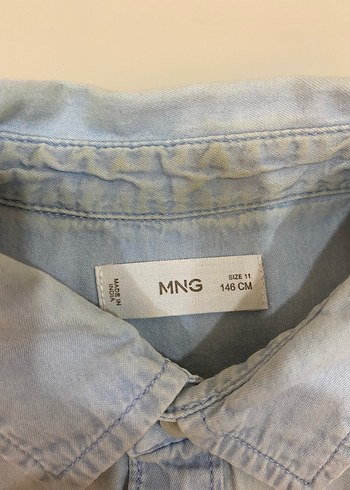 MADE IN
INDIA
MNG
SIZE 11
146 CM